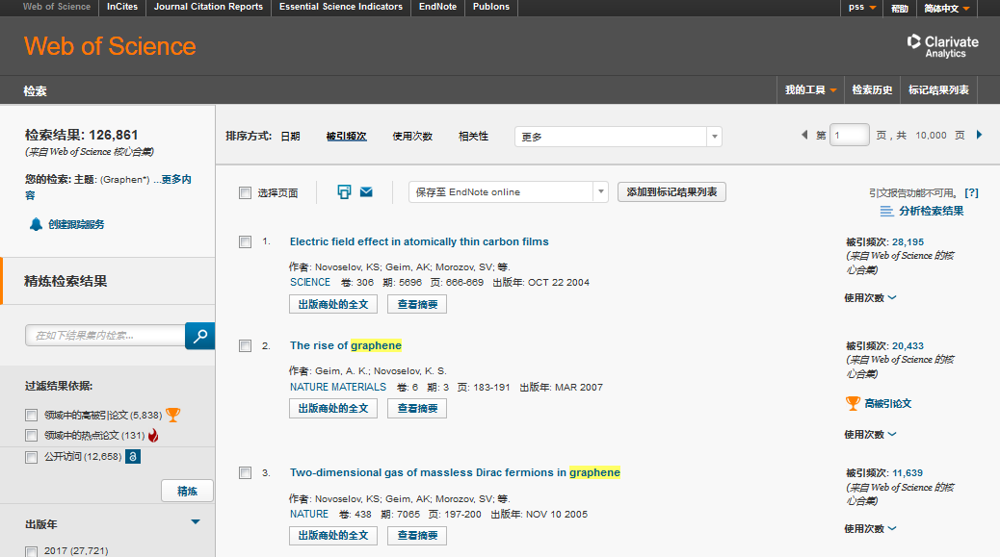 Web of Science InCites Journal Citation Reports Essential Science Indicators EndNote Publons pss 帮助 简体中文
Web of Science
Clarivate
Analytics
检索 我的工具 检索历史 标记结果列表
检索结果: 126,861
(来自 Web of Science 核心合集)
您的检索: 主题: (Graphen*) ...更多内
容
创建跟踪服务
精炼检索结果
在如下结果集内检索...
过滤结果依据:
领域中的高被引论文 (5,838)
领域中的热点论文 (131)
公开访问 (12,658)
精炼
出版年
2017 (27,721)
排序方式: 日期 被引频次 使用次数 相关性 更多
第 1 页，共 10,000 页
选择页面 保存至 EndNote online 添加到标记结果列表
引文报告功能不可用。 [?]
分析检索结果
1. Electric field effect in atomically thin carbon films
作者: Novoselov, KS; Geim, AK; Morozov, SV; 等.
SCIENCE 卷: 306 期: 5696 页: 666-669 出版年: OCT 22 2004
出版商处的全文 查看摘要
被引频次: 28,195
(来自 Web of Science 的核
心合集)
使用次数
2. The rise of graphene
作者: Geim, A. K.; Novoselov, K. S.
NATURE MATERIALS 卷: 6 期: 3 页: 183-191 出版年: MAR 2007
出版商处的全文 查看摘要
被引频次: 20,433
(来自 Web of Science 的核
心合集)
高被引论文
使用次数
3. Two-dimensional gas of massless Dirac fermions in graphene
作者: Novoselov, KS; Geim, AK; Morozov, SV; 等.
NATURE 卷: 438 期: 7065 页: 197-200 出版年: NOV 10 2005
出版商处的全文 查看摘要
被引频次: 11,639
(来自 Web of Science 的核
心合集)
使用次数